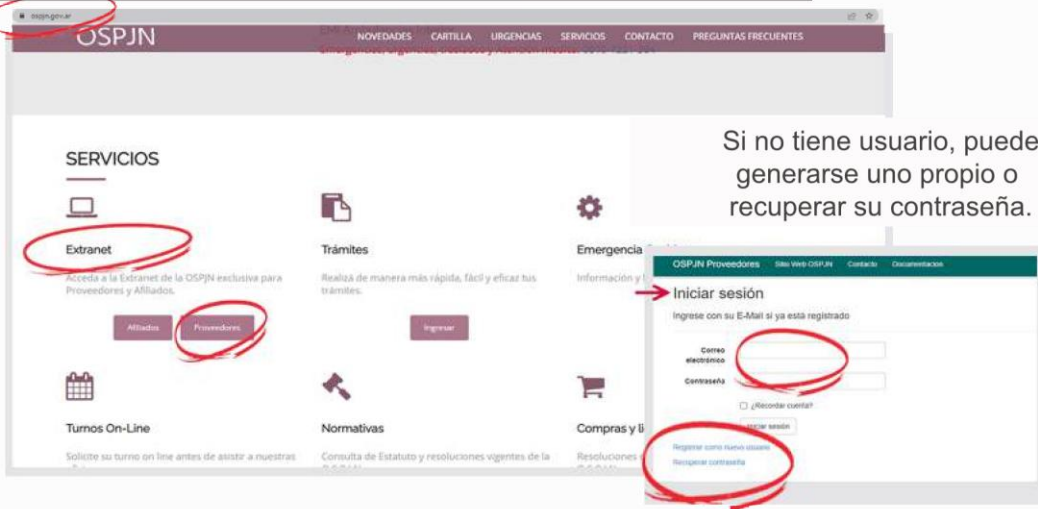 ospjn.gov.ar
OSPJN
NOVEDADES CARTILLA URGENCIAS SERVICIOS CONTACTO PREGUNTAS FRECUENTES
SERVICIOS
Extranet
Acceda a la Extranet de la OSPJN exclusiva para
Proveedores y Afiliados.
Afiliados
Proveedores
Trámites
Realizá de manera más rápida, fácil y eficaz tus
trámites.
Ingresar
Emergencia
Información y
Turnos On-Line
Solicite su turno on line antes de asistir a nuestras
Normativas
Consulta de Estatuto y resoluciones vigentes de la
Compras y li
Resoluciones
Si no tiene usuario, puede
generarse uno propio o
recuperar su contraseña.
OSPJN Proveedores Sitio Web OSPJN Contacto Documentacion
Iniciar sesión
Ingrese con su E-Mail si ya está registrado
Correo
electrónico
Contraseña
¿Recordar cuenta?
Iniciar sesión
Registrar como nuevo usuario
Recuperar contraseña